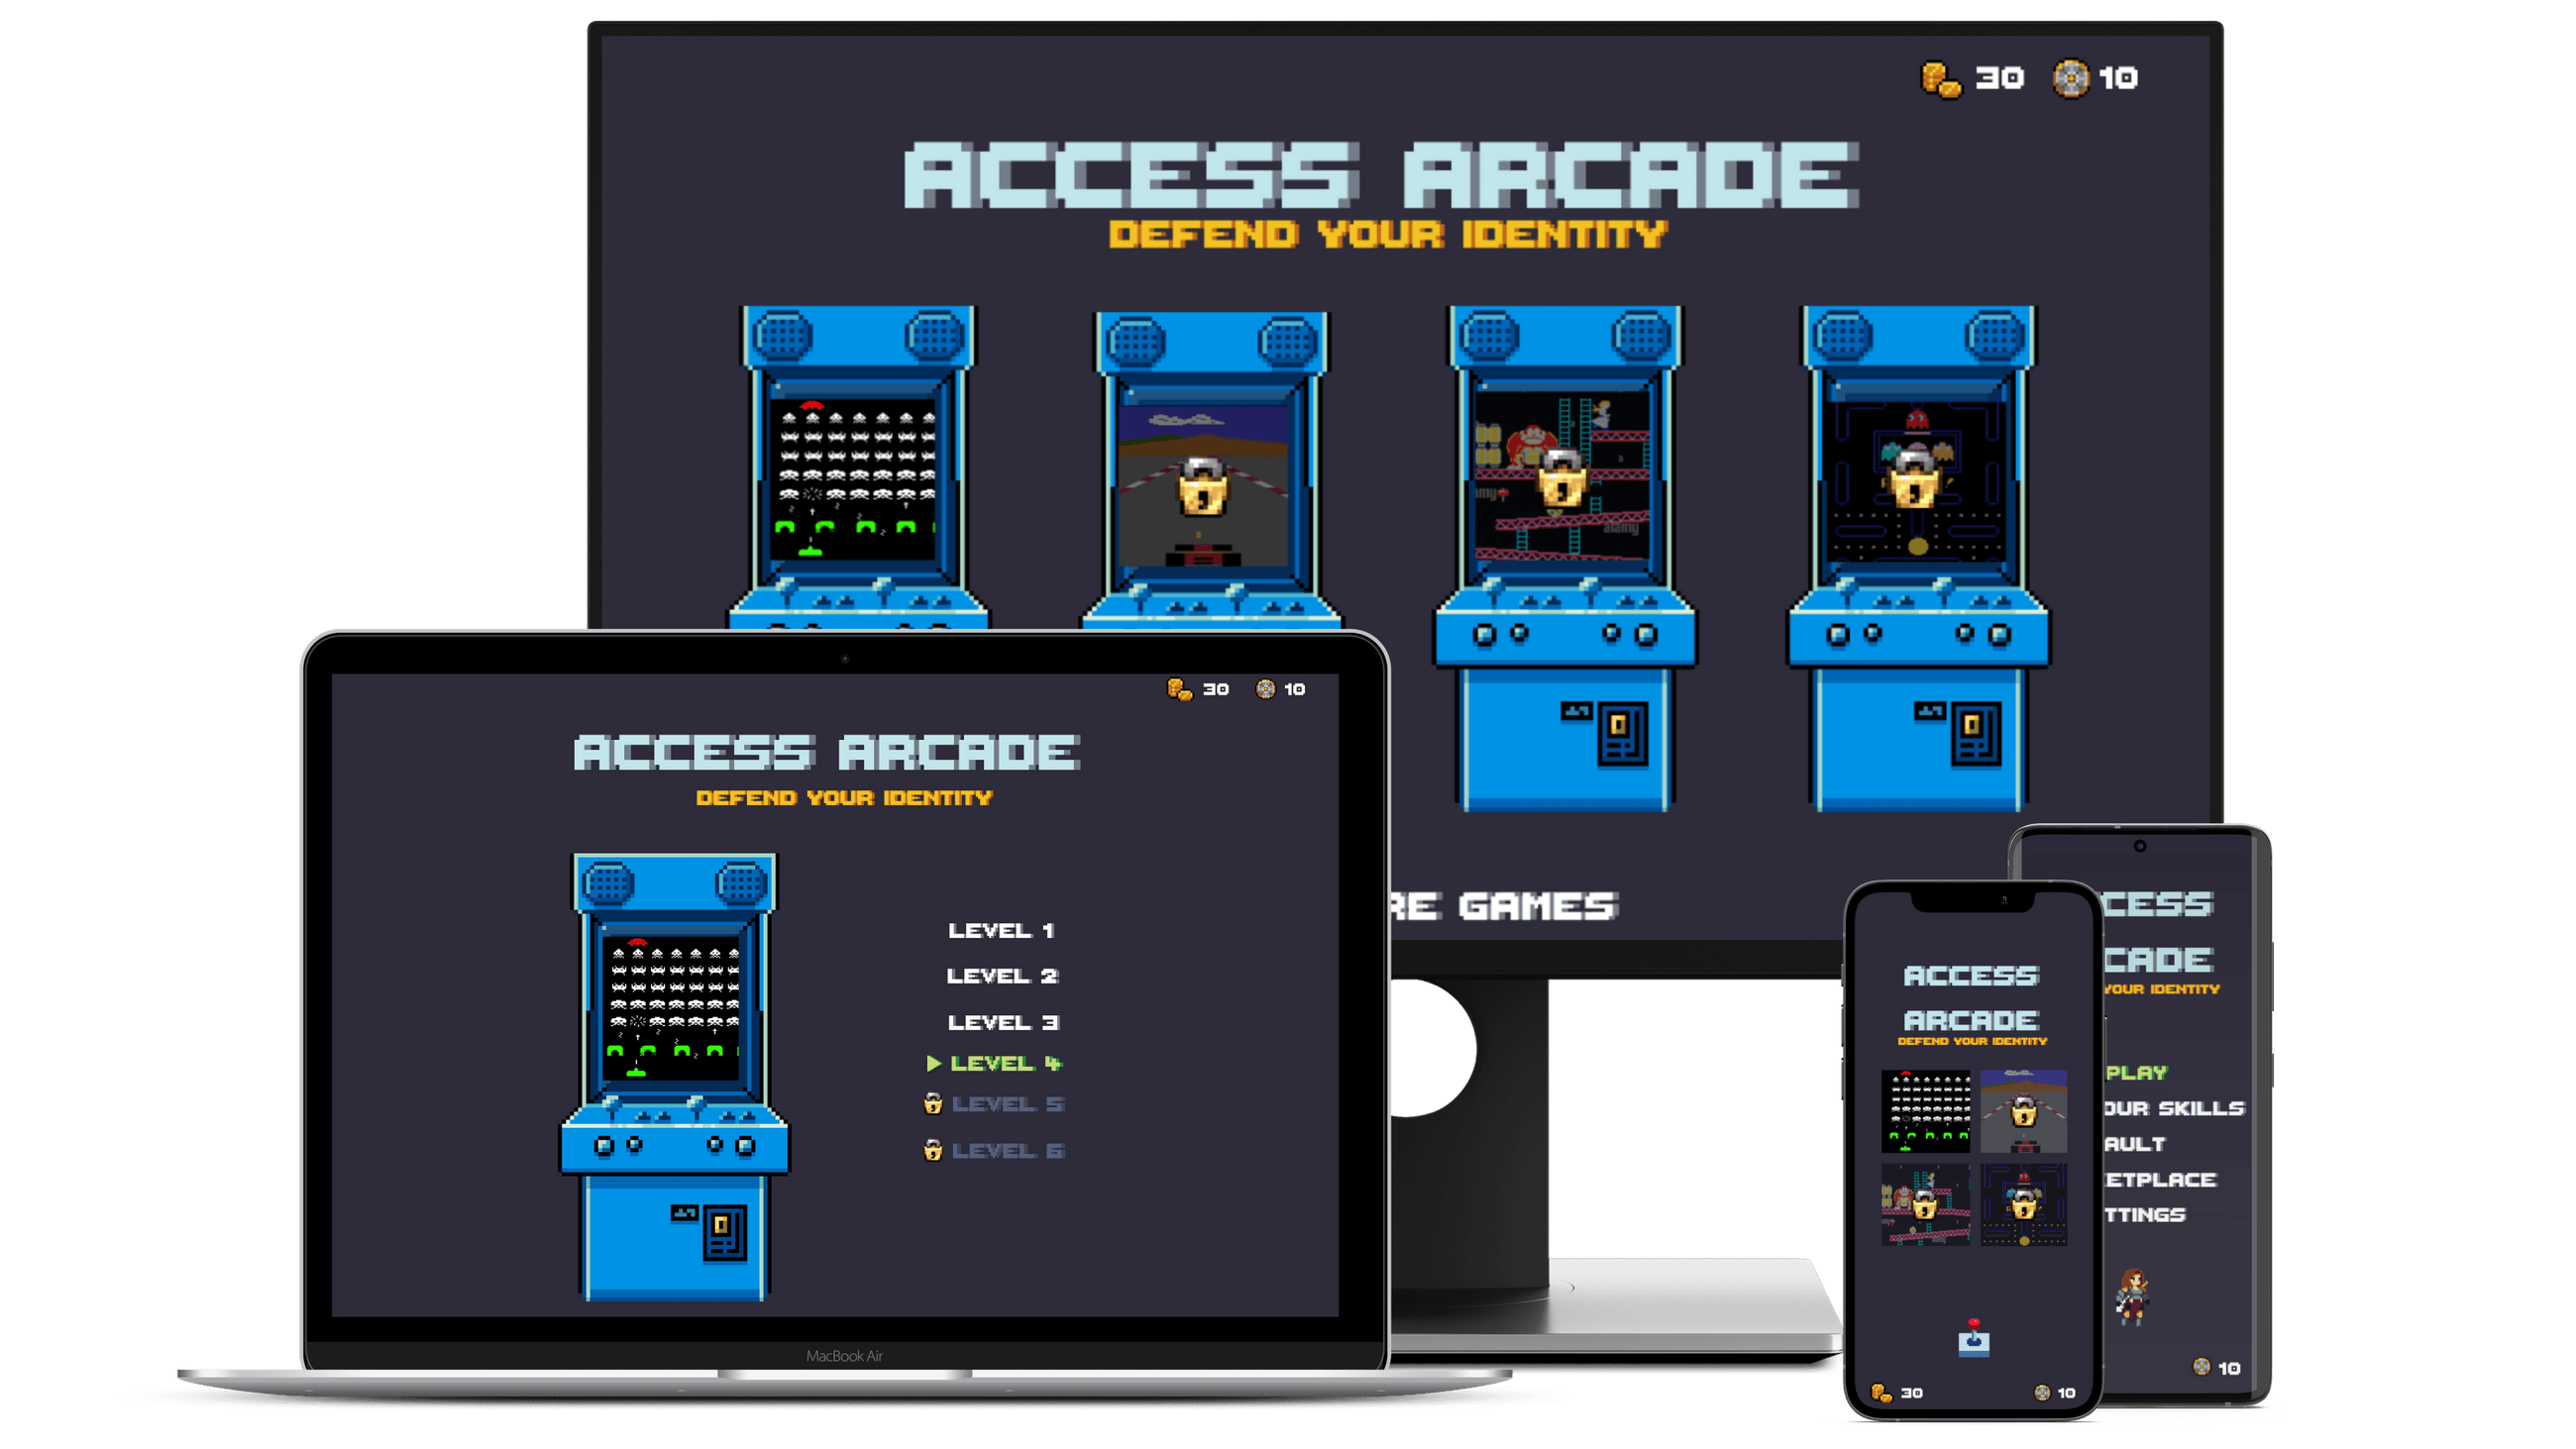 30 10
ACCESS ARCADE
DEFEND YOUR IDENTITY
alamy
RE GAMES
30 10
ACCESS ARCADE
DEFEND YOUR IDENTITY
LEVEL 1
LEVEL 2
LEVEL 3
LEVEL 4
LEVEL 5
LEVEL 6
MacBook Air
ACCESS
ARCADE
DEFEND YOUR IDENTITY
30 10
CESS
CADE
YOUR IDENTITY
PLAY
OUR SKILLS
AULT
ETPLACE
TTINGS
10